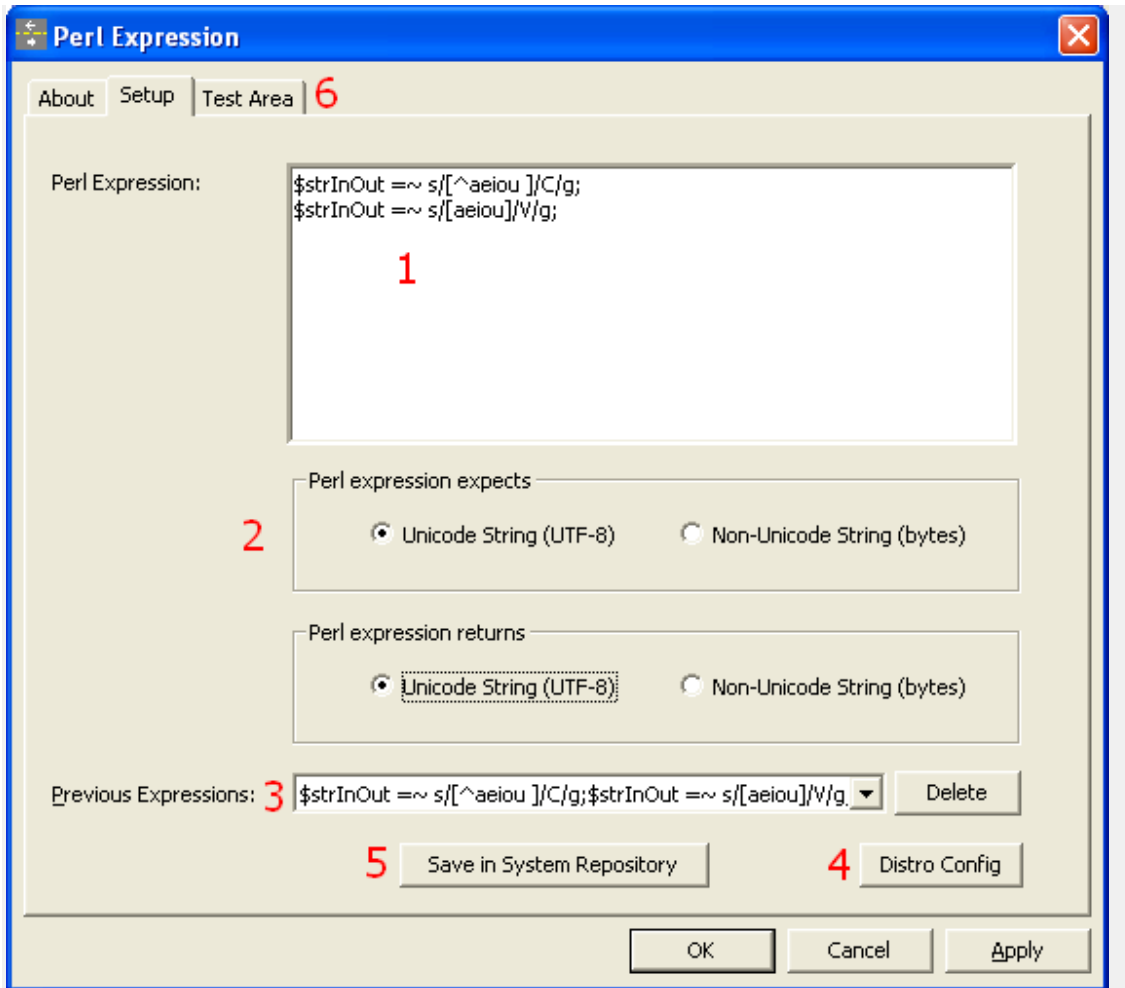 Perl Expression
About Setup Test Area 6
Perl Expression:
$strInOut =~ s/[^aeiou ]/C/g;
$strInOut =~ s/[aeiou]/V/g;
1
Perl expression expects
2 Unicode String (UTF-8) Non-Unicode String (bytes)
Perl expression returns
Unicode String (UTF-8) Non-Unicode String (bytes)
Previous Expressions: 3 $strInOut =~ s/[^aeiou ]/C/g;$strInOut =~ s/[aeiou]/V/g, Delete
5 Save in System Repository 4 Distro Config
OK Cancel Apply